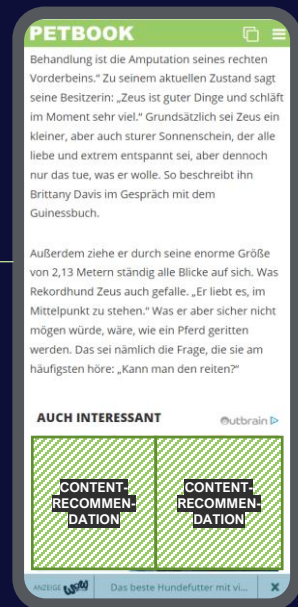 PETBOOK
Behandlung ist die Amputation seines rechten
Vorderbeins.“ Zu seinem aktuellen Zustand sagt
seine Besitzerin: „Zeus ist guter Dinge und schläft
im Moment sehr viel.“ Grundsätzlich sei Zeus ein
kleiner, aber auch sturer Sonnenschein, der alle
liebe und extrem entspannt sei, aber dennoch
nur das tue, was er wolle. So beschreibt ihn
Brittany Davis im Gespräch mit dem
Guinessbuch.
Außerdem ziehe er durch seine enorme Größe
von 2,13 Metern ständig alle Blicke auf sich. Was
Rekordhund Zeus auch gefalle. „Er liebt es, im
Mittelpunkt zu stehen.“ Was er aber sicher nicht
mögen würde, wäre, wie ein Pferd geritten
werden. Das sei nämlich die Frage, die sie am
häufigsten höre: „Kann man den reiten?“
AUCH INTERESSANT Outbrain
CONTENT- CONTENT-
RECOMMEN- RECOMMEN-
DATION DATION
ANZEIGE Wow Das beste Hundefutter mit vi... X